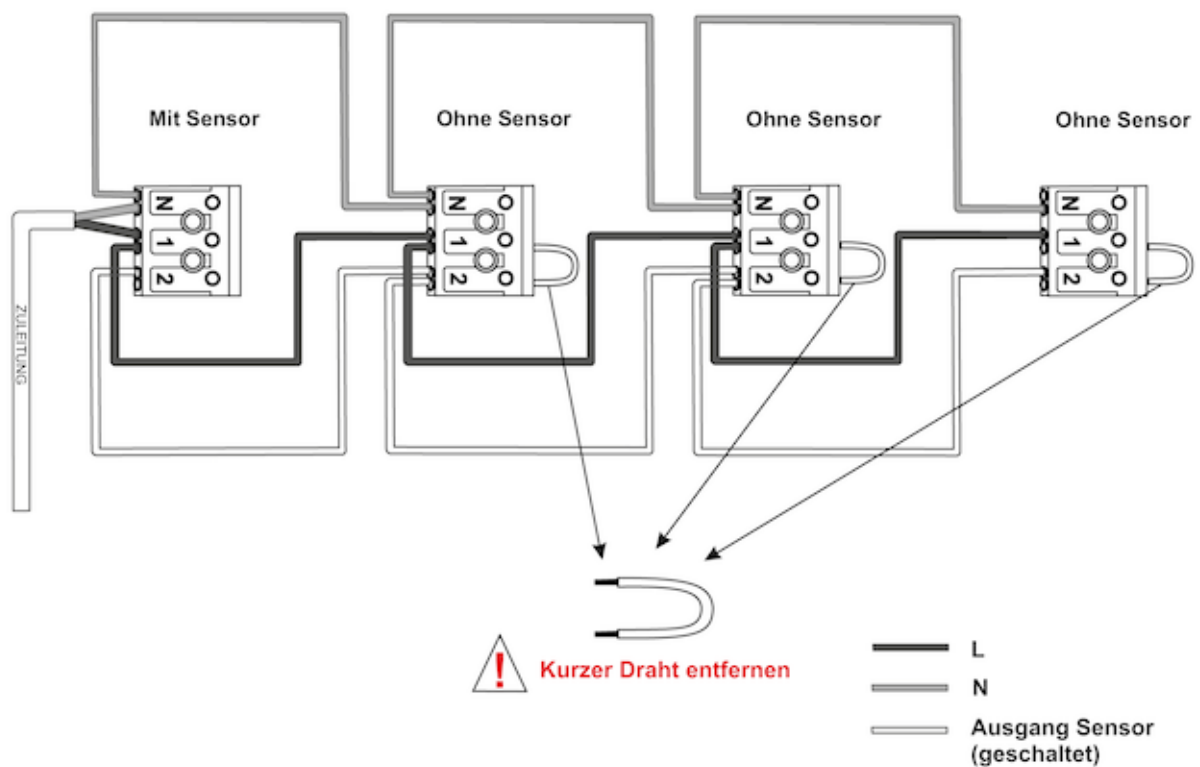 Mit Sensor
Ohne Sensor
Ohne Sensor
Ohne Sensor
N
1
2
N
1
2
N
1
2
N
1
2
ZULEITUNG
!
Kurzer Draht entfernen
L
N
Ausgang Sensor
(geschaltet)